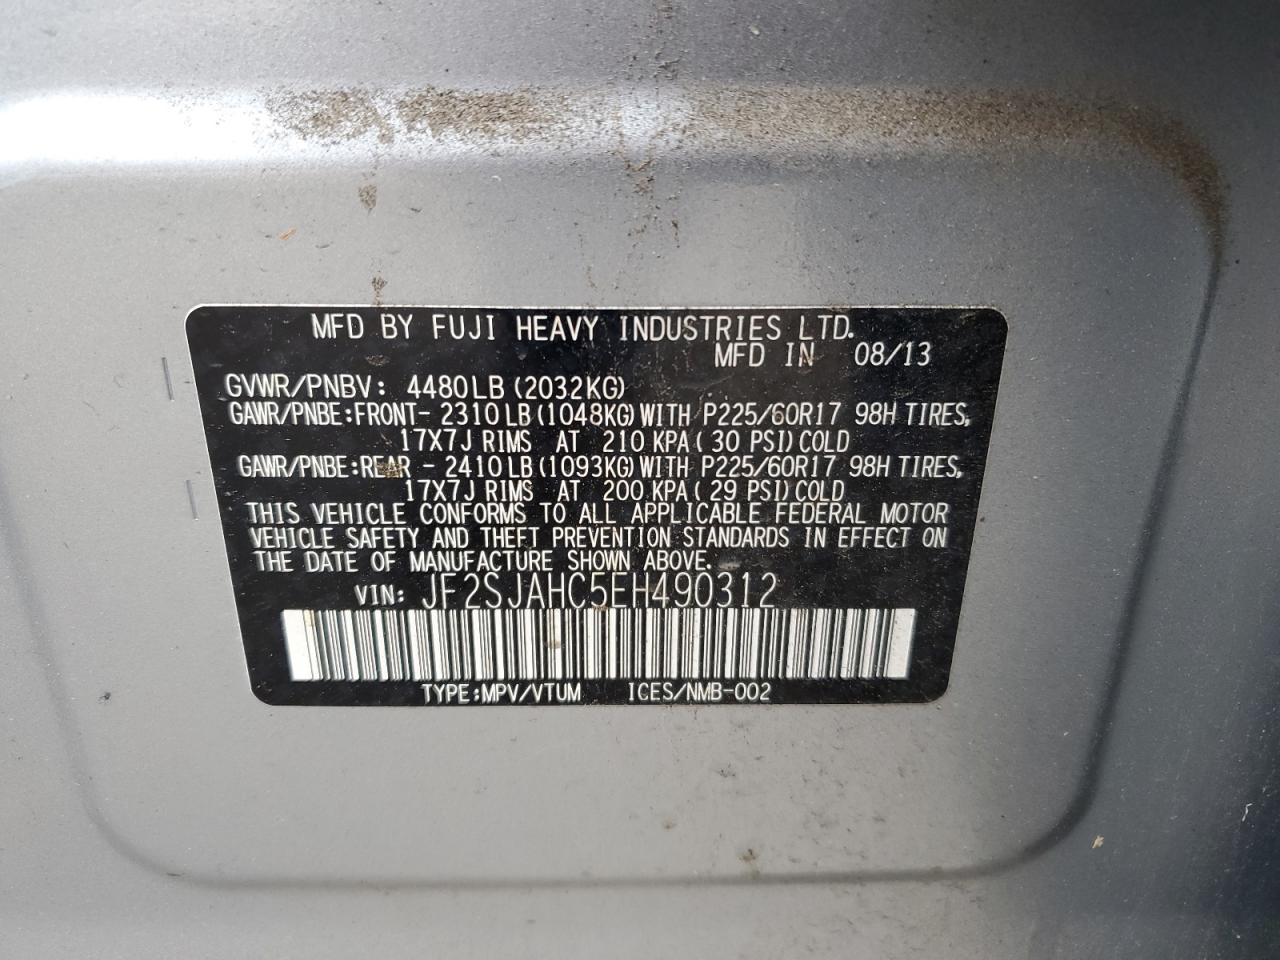 MFD BY FUJI HEAVY INDUSTRIES LTD.
MFD IN 08/13
GVWR/PNBV: 4480LB(2032KG)
GAWR/PNBE:FRONT- 2310LB(1048KG)WITH P225/60R17 98H TIRES,
17X7J RIMS AT 210 KPA(30 PSI)COLD
GAWR/PNBE:REAR - 2410LB(1093KG)WITH P225/60R17 98H TIRES,
17X7J RIMS AT 200 KPA(29 PSI)COLD
THIS VEHICLE CONFORMS TO ALL APPLICABLE FEDERAL MOTOR
VEHICLE SAFETY AND THEFT PREVENTION STANDARDS IN EFFECT ON
THE DATE OF MANUFACTURE SHOWN ABOVE.
VIN: JF2SJAHC5EH490312
TYPE:MPV/VTUM ICES/NMB-002